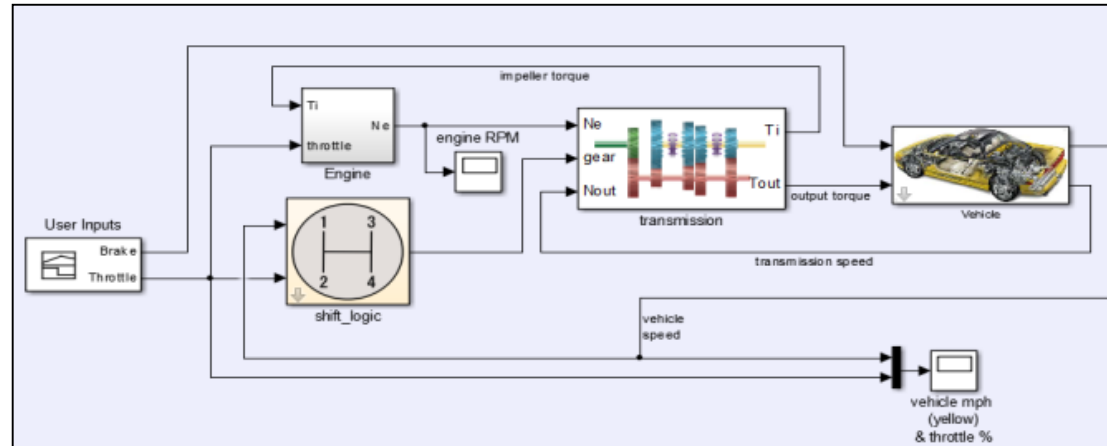 impeller torque
Ti
throttle
Ne
Engine
engine RPM
Ne
gear
Nout
Ti
Tout
transmission
output torque
Vehicle
transmission speed
User Inputs
Brake
Throttle
1 3
2 4
shift_logic
vehicle
speed
vehicle mph
(yellow)
& throttle %